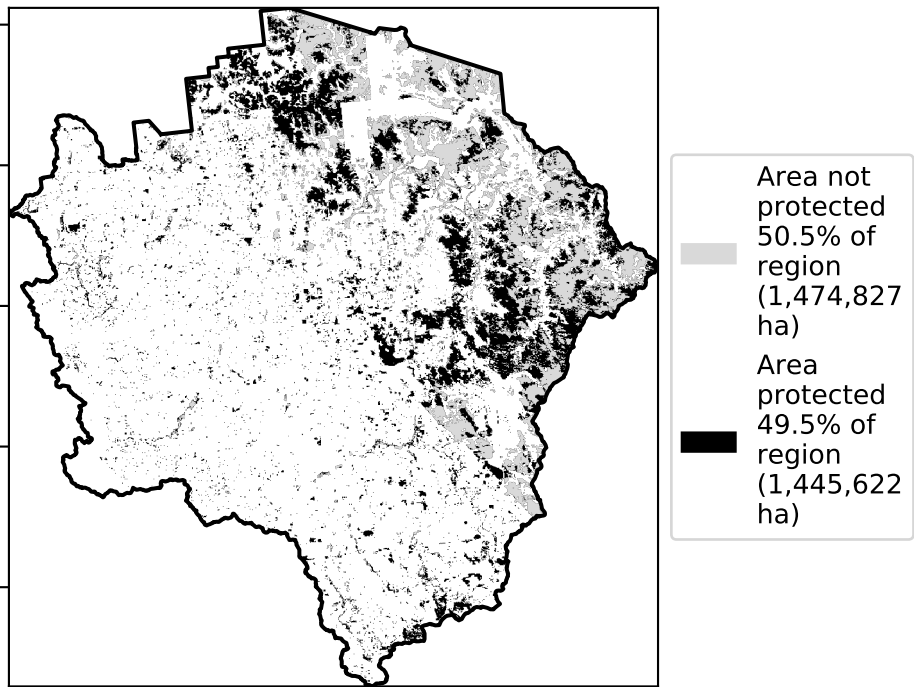 Area not
protected
50.5% of
region
(1,474,827
ha)
Area
protected
49.5% of
region
(1,445,622
ha)